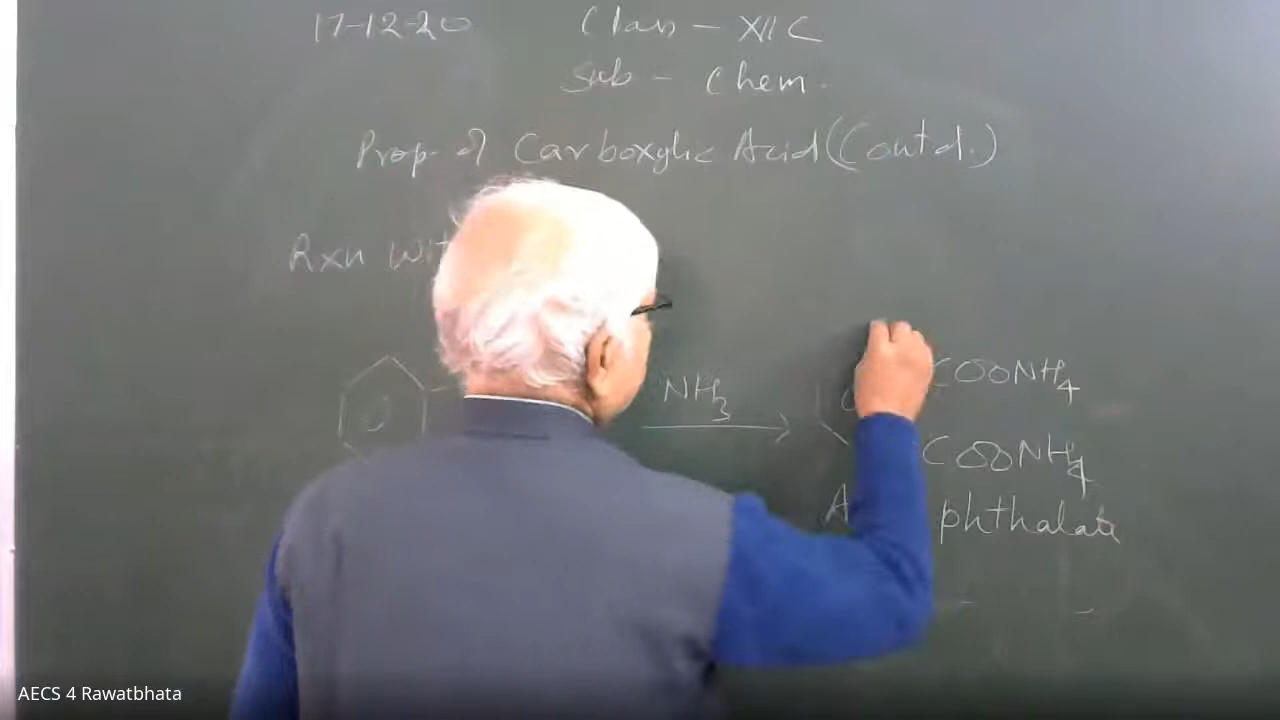 17-12-20 Class - XII C
Sub - Chem.
Prop. of Carboxylic Acid (Contd.)
Rxn
NH3 COONH4
COONH4
phthalate
AECS 4 Rawatbhata